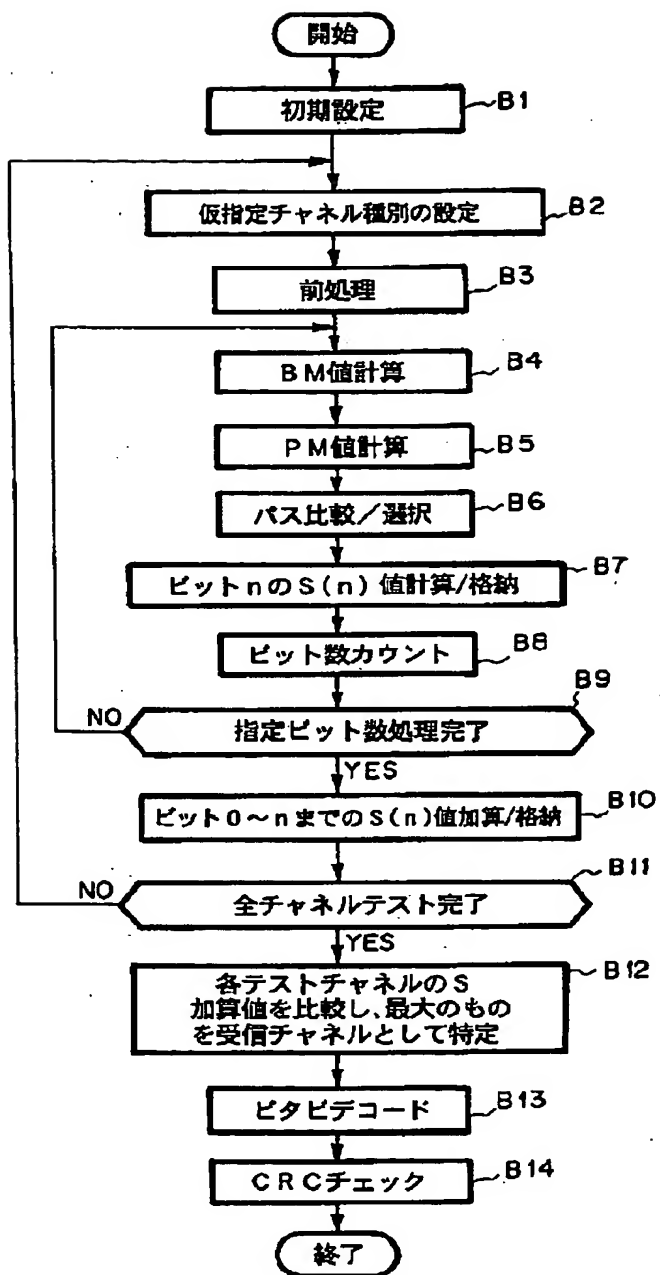 開始
初期設定
B1
仮指定チャネル種別の設定
B2
前処理
B3
BM値計算
B4
PM値計算
B5
パス比較/選択
B6
ビットnのS(n)値計算/格納
B7
ビット数カウント
B8
指定ビット数処理完了
B9
NO
YES
ビット0~nまでのS(n)値加算/格納
B10
全チャネルテスト完了
B11
NO
YES
各テストチャネルのS
加算値を比較し、最大のもの
を受信チャネルとして特定
B12
ビタビデコード
B13
CRCチェック
B14
終了